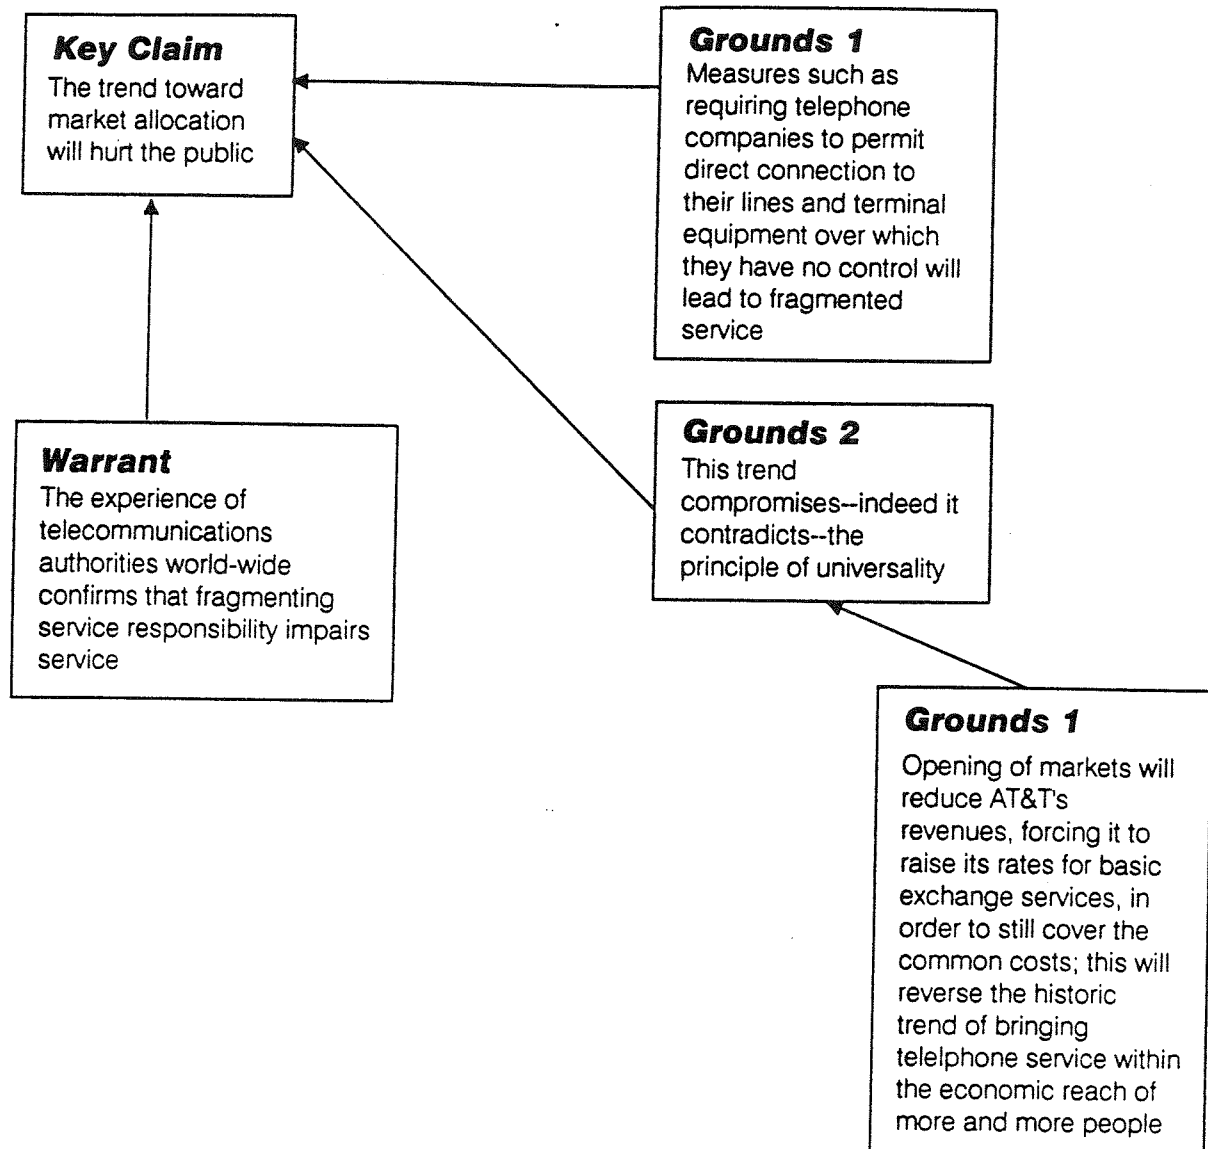 Key Claim
The trend toward
market allocation
will hurt the public
Grounds 1
Measures such as
requiring telephone
companies to permit
direct connection to
their lines and terminal
equipment over which
they have no control will
lead to fragmented
service
Warrant
The experience of
telecommunications
authorities world-wide
confirms that fragmenting
service responsibility impairs
service
Grounds 2
This trend
compromises--indeed it
contradicts--the
principle of universality
Grounds 1
Opening of markets will
reduce AT&T's
revenues, forcing it to
raise its rates for basic
exchange services, in
order to still cover the
common costs; this will
reverse the historic
trend of bringing
telelphone service within
the economic reach of
more and more people